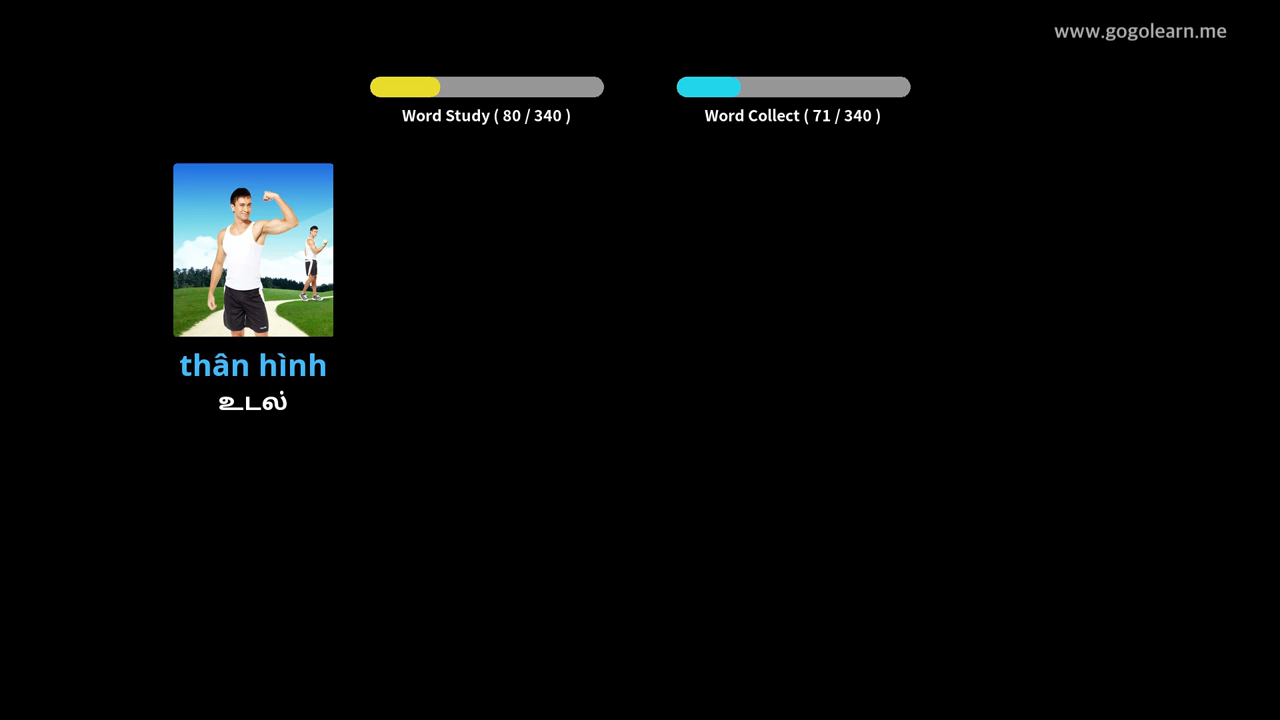 www.gogolearn.me
Word Study ( 80 / 340 )
Word Collect ( 71 / 340 )
thân hình
உடல்